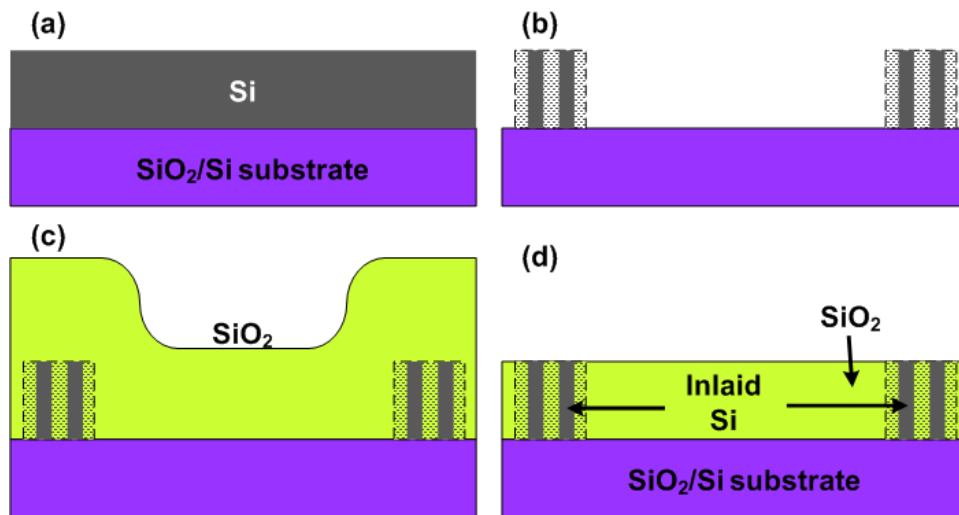 (a)
Si
SiO₂/Si substrate
(b)
(c)
SiO₂
(d)
SiO₂
Inlaid
Si
SiO₂/Si substrate